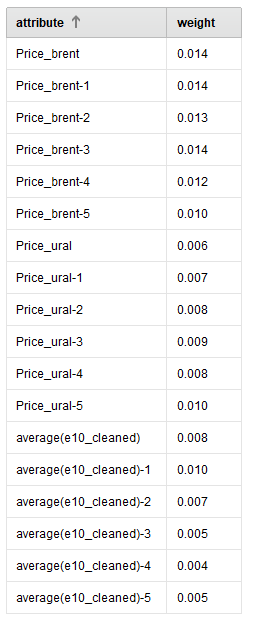 attribute ↑ weight
Price_brent 0.014
Price_brent-1 0.014
Price_brent-2 0.013
Price_brent-3 0.014
Price_brent-4 0.012
Price_brent-5 0.010
Price_ural 0.006
Price_ural-1 0.007
Price_ural-2 0.008
Price_ural-3 0.009
Price_ural-4 0.008
Price_ural-5 0.010
average(e10_cleaned) 0.008
average(e10_cleaned)-1 0.010
average(e10_cleaned)-2 0.007
average(e10_cleaned)-3 0.005
average(e10_cleaned)-4 0.004
average(e10_cleaned)-5 0.005